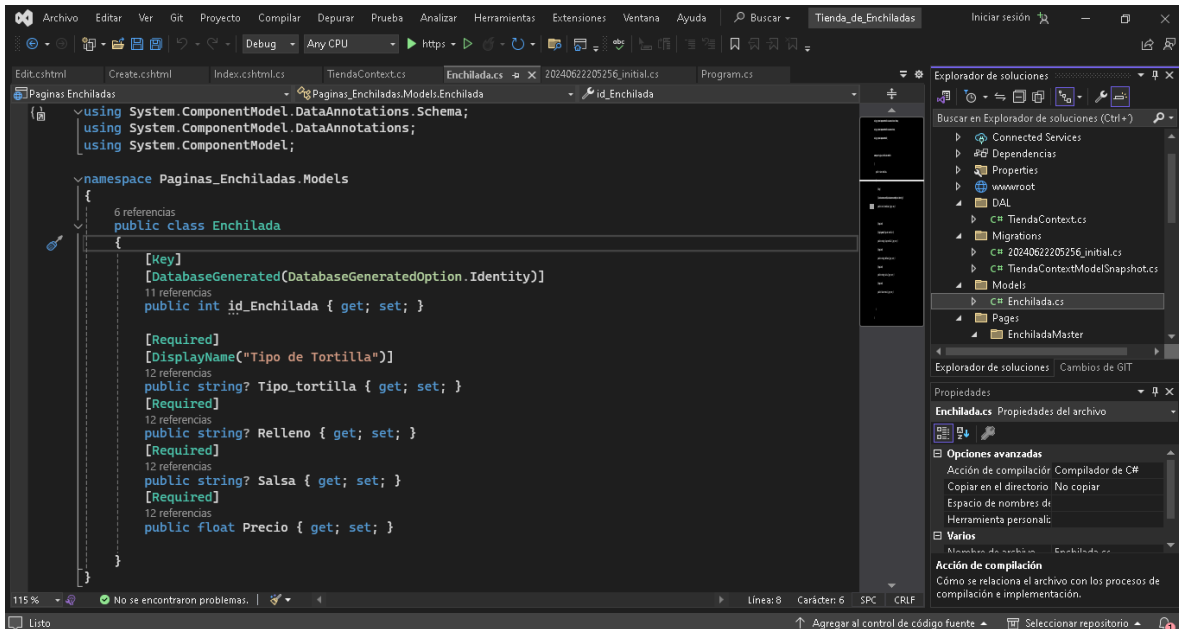 Archivo Editar Ver Git Proyecto Compilar Depurar Prueba Analizar Herramientas Extensiones Ventana Ayuda Buscar Tienda_de_Enchiladas Iniciar sesión
Debug Any CPU https
Edit.cshtml Create.cshtml Index.cshtml.cs TiendaContext.cs Enchilada.cs 20240622205256_initial.cs Program.cs
Paginas Enchiladas Paginas_Enchiladas.Models.Enchilada id_Enchilada
using System.ComponentModel.DataAnnotations.Schema;
using System.ComponentModel.DataAnnotations;
using System.ComponentModel;
namespace Paginas_Enchiladas.Models
{
6 referencias
public class Enchilada
{
[Key]
[DatabaseGenerated(DatabaseGeneratedOption.Identity)]
11 referencias
public int id_Enchilada { get; set; }
[Required]
[DisplayName("Tipo de Tortilla")]
12 referencias
public string? Tipo_tortilla { get; set; }
[Required]
12 referencias
public string? Relleno { get; set; }
[Required]
12 referencias
public string? Salsa { get; set; }
[Required]
12 referencias
public float Precio { get; set; }
}
}
115 % No se encontraron problemas. Línea: 8 Carácter: 6 SPC CRLF
Explorador de soluciones
Buscar en Explorador de soluciones (Ctrl+´)
Connected Services
Dependencias
Properties
wwwroot
DAL
C# TiendaContext.cs
Migrations
C# 20240622205256_initial.cs
C# TiendaContextModelSnapshot.cs
Models
C# Enchilada.cs
Pages
EnchiladaMaster
Explorador de soluciones Cambios de GIT
Propiedades
Enchilada.cs Propiedades del archivo
Opciones avanzadas
Acción de compilación Compilador de C#
Copiar en el directorio No copiar
Espacio de nombres de
Herramienta personaliz
Varios
Nombre de archivo Enchilada.cs
Acción de compilación
Cómo se relaciona el archivo con los procesos de
compilación e implementación.
Listo Agregar al control de código fuente Seleccionar repositorio